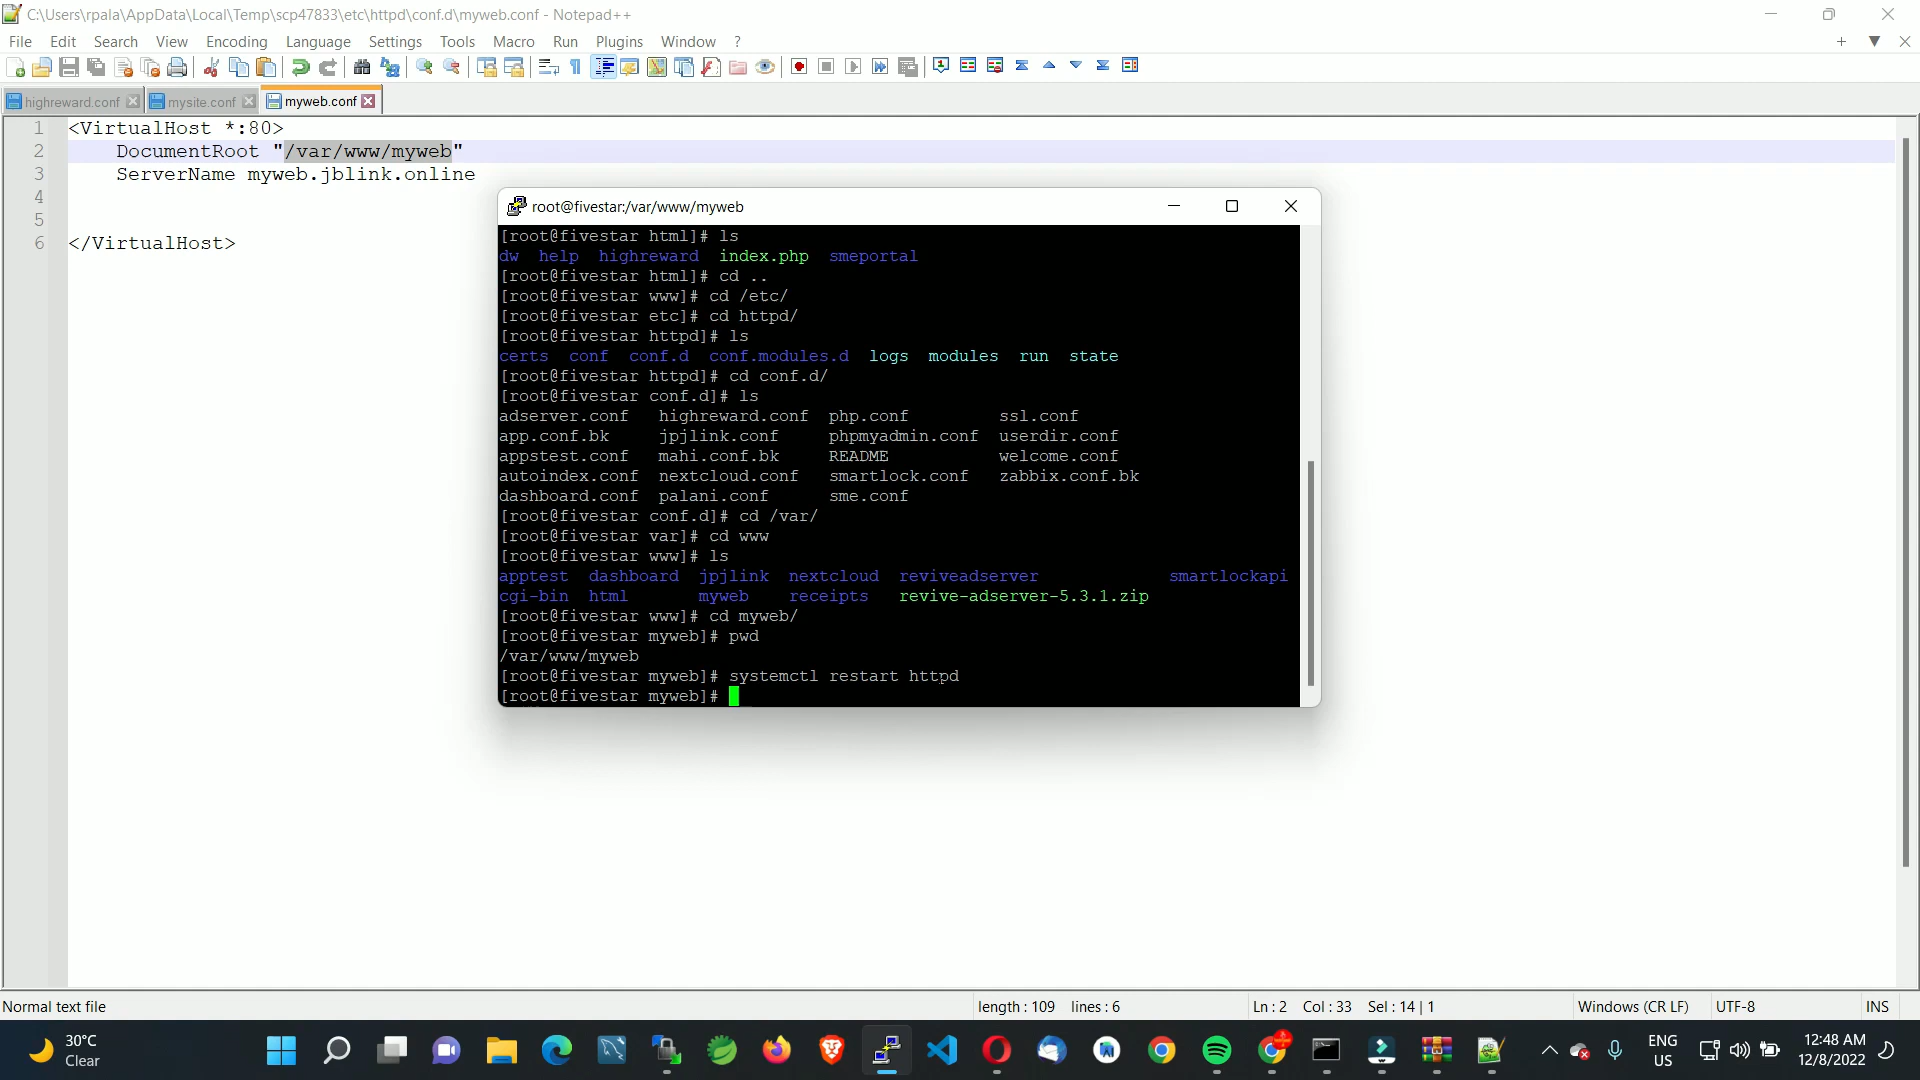 C:\Users\rpala\AppData\Local\Temp\scp47833\etc\httpd\conf.d\myweb.conf - Notepad++
File Edit Search View Encoding Language Settings Tools Macro Run Plugins Window ?
highreward.conf mysite.conf myweb.conf
1 <VirtualHost *:80>
2 DocumentRoot "/var/www/myweb"
3 ServerName myweb.jblink.online
4
5
6 </VirtualHost>
root@fivestar:/var/www/myweb
[root@fivestar html]# ls
dw help highreward index.php smeportal
[root@fivestar html]# cd ..
[root@fivestar www]# cd /etc/
[root@fivestar etc]# cd httpd/
[root@fivestar httpd]# ls
certs conf conf.d conf.modules.d logs modules run state
[root@fivestar httpd]# cd conf.d/
[root@fivestar conf.d]# ls
adserver.conf highreward.conf php.conf ssl.conf
app.conf.bk jpjlink.conf phpmyadmin.conf userdir.conf
appstest.conf mahi.conf.bk README welcome.conf
autoindex.conf nextcloud.conf smartlock.conf zabbix.conf.bk
dashboard.conf palani.conf sme.conf
[root@fivestar conf.d]# cd /var/
[root@fivestar var]# cd www
[root@fivestar www]# ls
apptest dashboard jpjlink nextcloud reviveadserver smartlockapi
cgi-bin html myweb receipts revive-adserver-5.3.1.zip
[root@fivestar www]# cd myweb/
[root@fivestar myweb]# pwd
/var/www/myweb
[root@fivestar myweb]# systemctl restart httpd
[root@fivestar myweb]#
Normal text file length : 109 lines : 6 Ln : 2 Col : 33 Sel : 14 | 1 Windows (CR LF) UTF-8 INS
30°C
Clear
ENG
US
12:48 AM
12/8/2022